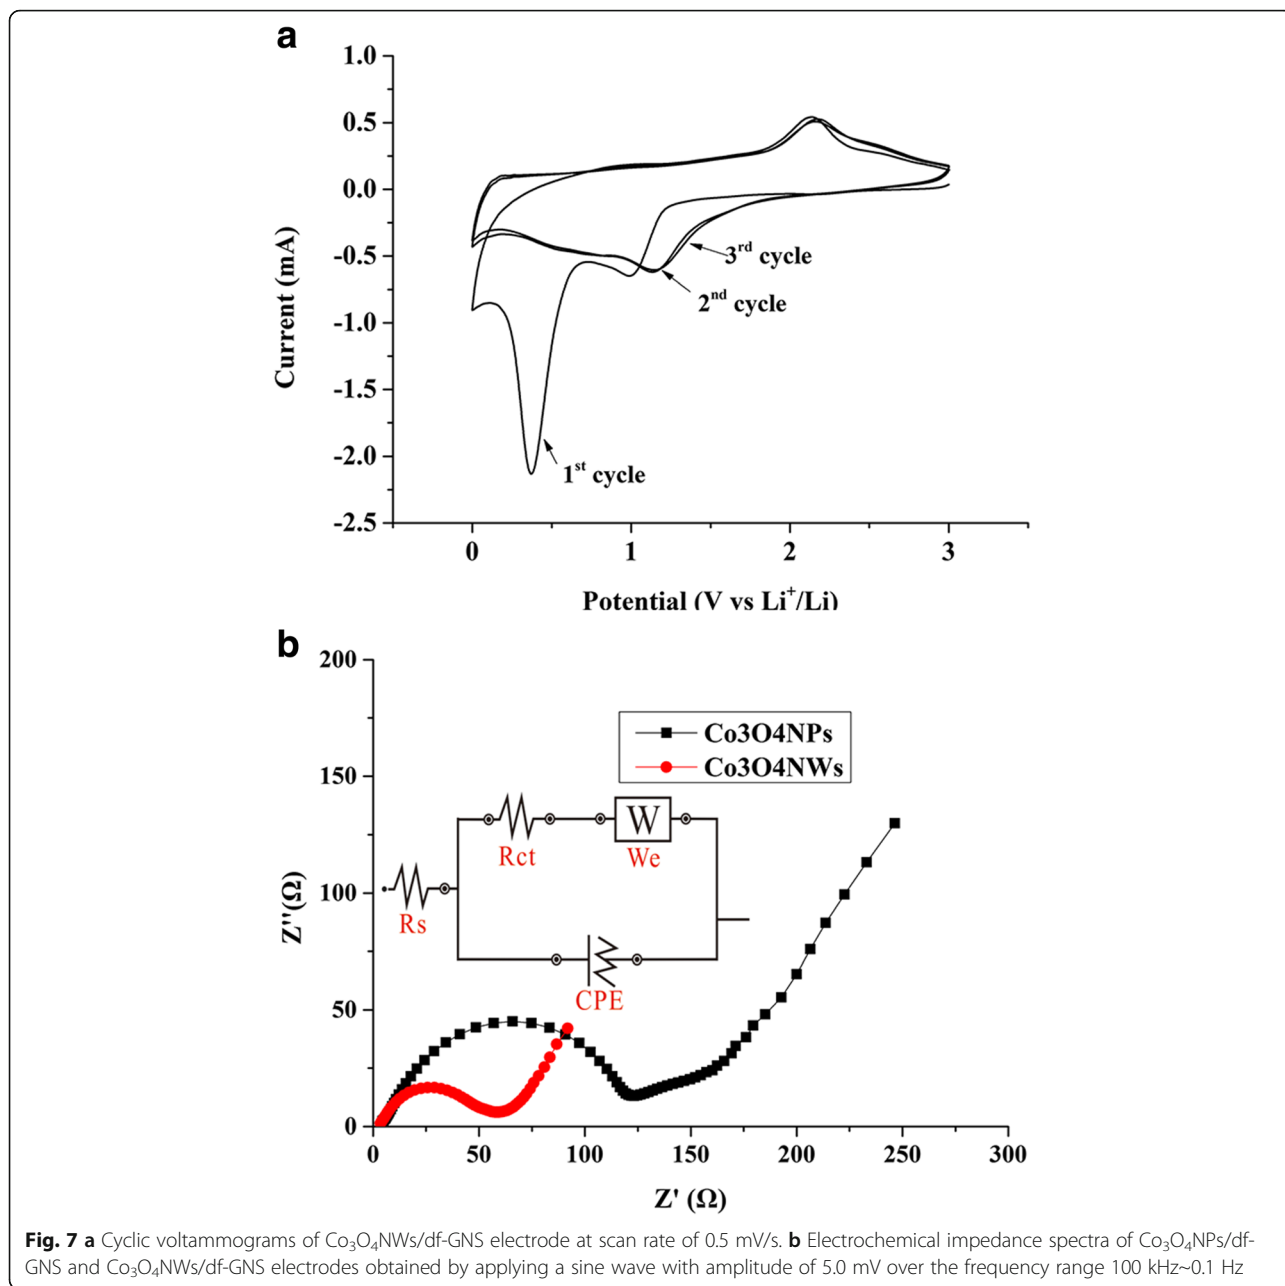 a
1.0
0.5
0.0
-0.5
-1.0
-1.5
-2.0
-2.5
Current (mA)
3rd cycle
2nd cycle
1st cycle
0 1 2 3
Potential (V vs Li+/Li)
b
200
150
100
50
0
Z''(Ω)
Co3O4NPs
Co3O4NWs
W
Rct
We
Rs
CPE
0 50 100 150 200 250 300
Z' (Ω)
Fig. 7 a Cyclic voltammograms of Co3O4NWs/df-GNS electrode at scan rate of 0.5 mV/s. b Electrochemical impedance spectra of Co3O4NPs/df-
GNS and Co3O4NWs/df-GNS electrodes obtained by applying a sine wave with amplitude of 5.0 mV over the frequency range 100 kHz~0.1 Hz